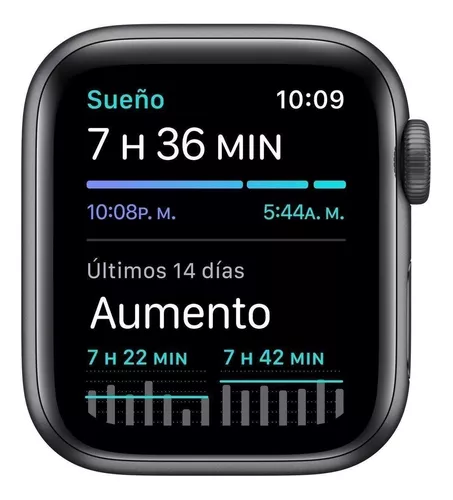 Sueño 10:09
7 H 36 MIN
10:08P. M. 5:44A. M.
Últimos 14 días
Aumento
7 H 22 MIN 7 H 42 MIN